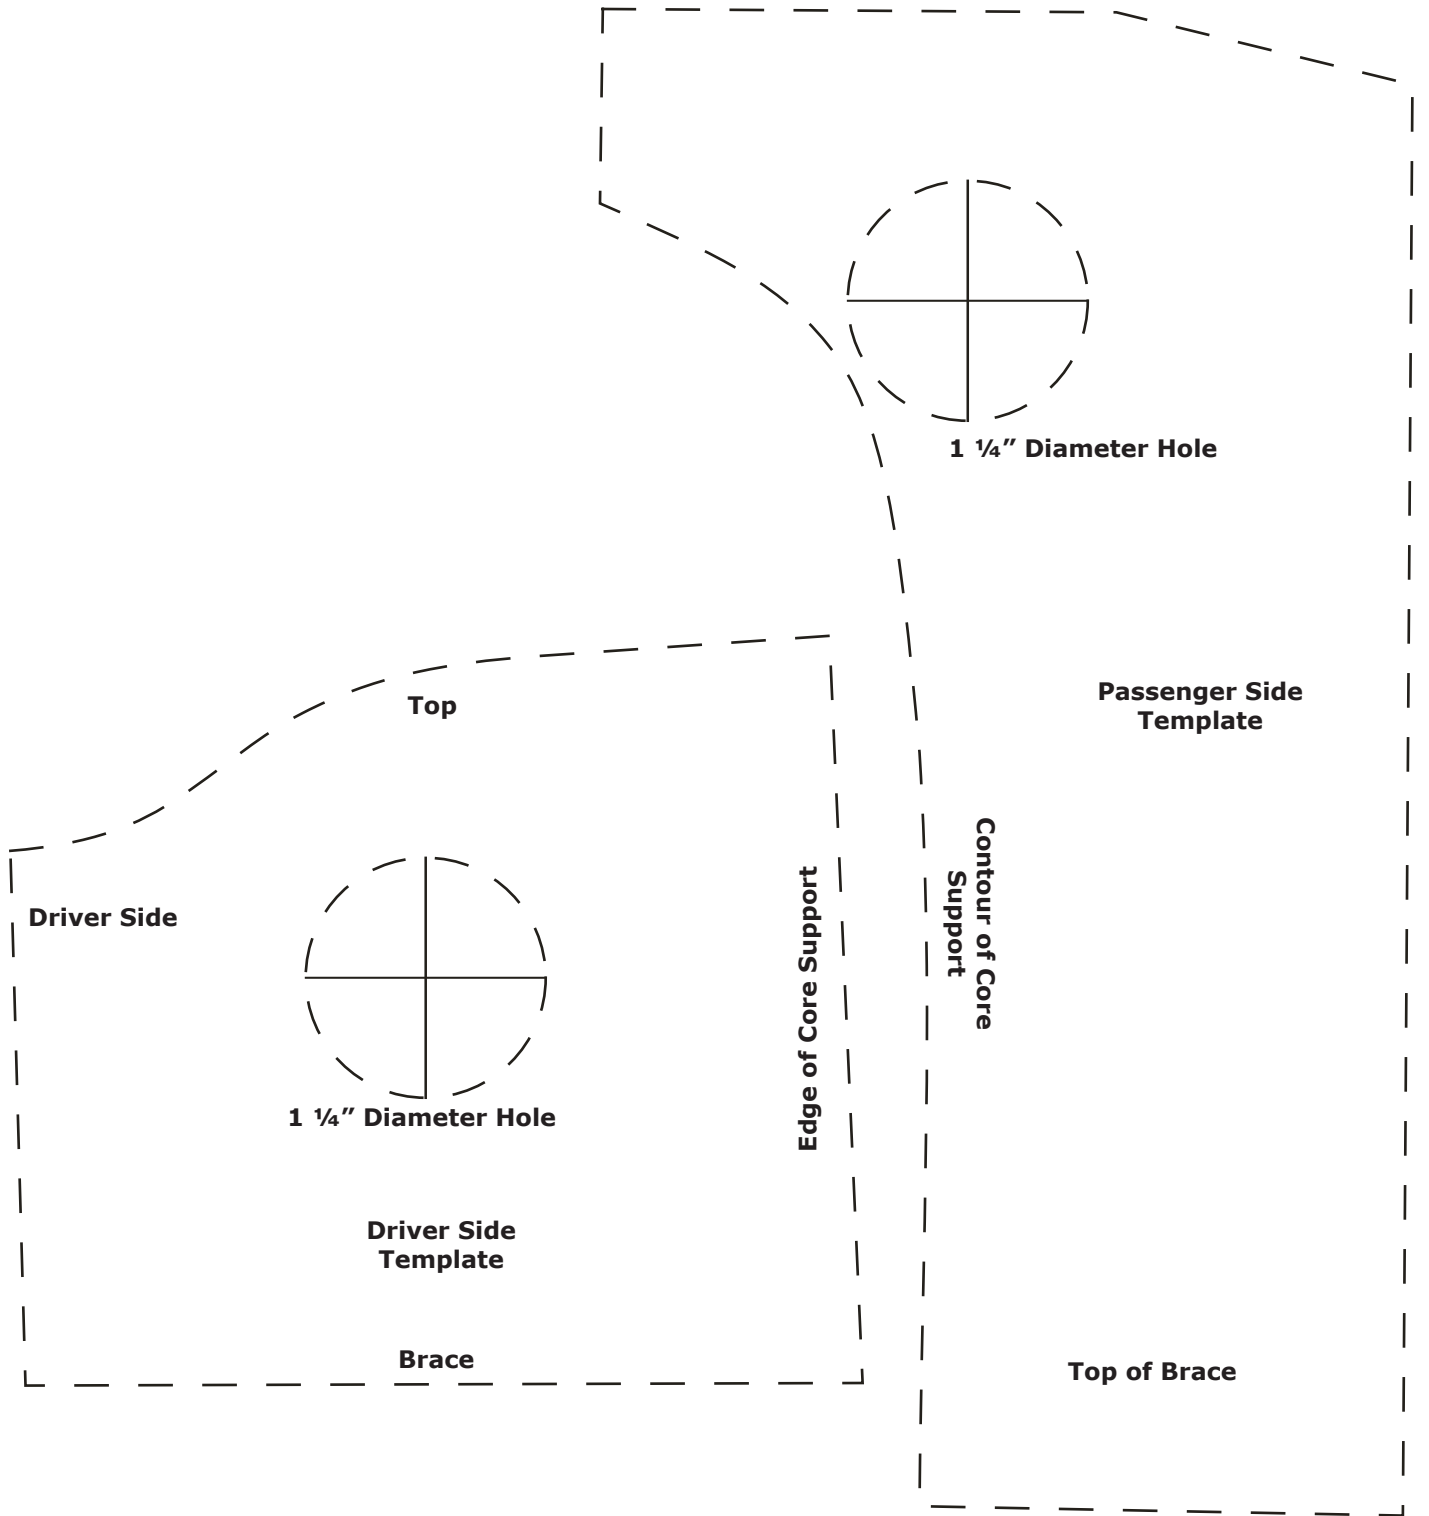 1 ¼” Diameter Hole
Passenger Side
Template
Contour of Core
Support
Top of Brace
Top
Driver Side
Edge of Core Support
1 ¼” Diameter Hole
Driver Side
Template
Brace